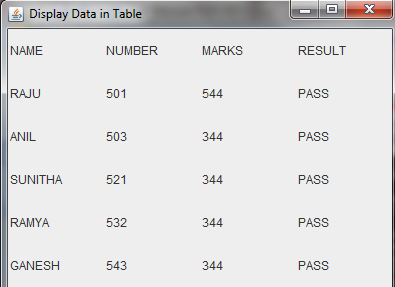 Display Data in Table
NAME NUMBER MARKS RESULT
RAJU 501 544 PASS
ANIL 503 344 PASS
SUNITHA 521 344 PASS
RAMYA 532 344 PASS
GANESH 543 344 PASS